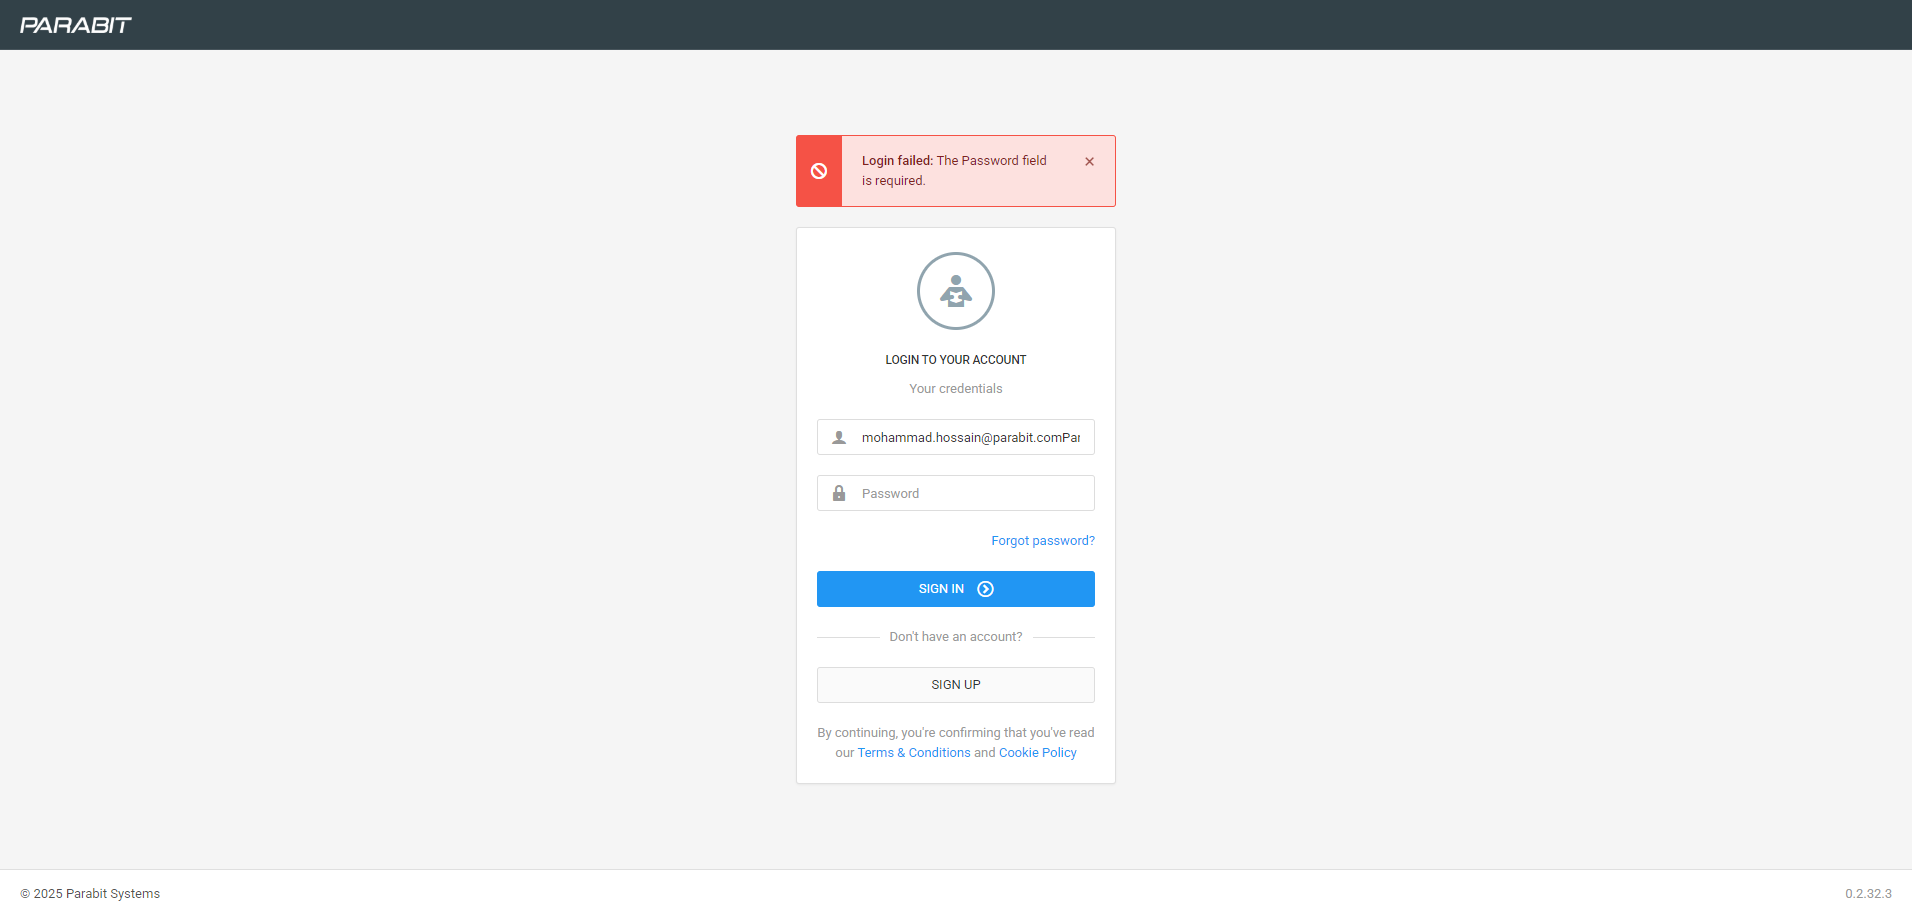 PARABIT
Login failed: The Password field
is required.
LOGIN TO YOUR ACCOUNT
Your credentials
mohammad.hossain@parabit.comPar
Password
Forgot password?
SIGN IN
Don't have an account?
SIGN UP
By continuing, you're confirming that you've read
our Terms & Conditions and Cookie Policy
© 2025 Parabit Systems
0.2.32.3